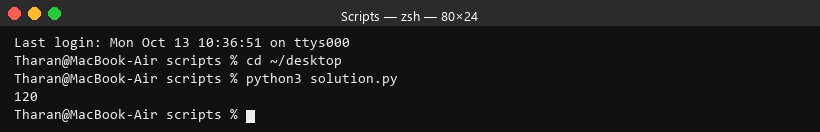 Scripts — zsh — 80×24
Last login: Mon Oct 13 10:36:51 on ttys000
Tharan@MacBook-Air scripts % cd ~/desktop
Tharan@MacBook-Air scripts % python3 solution.py
120
Tharan@MacBook-Air scripts %